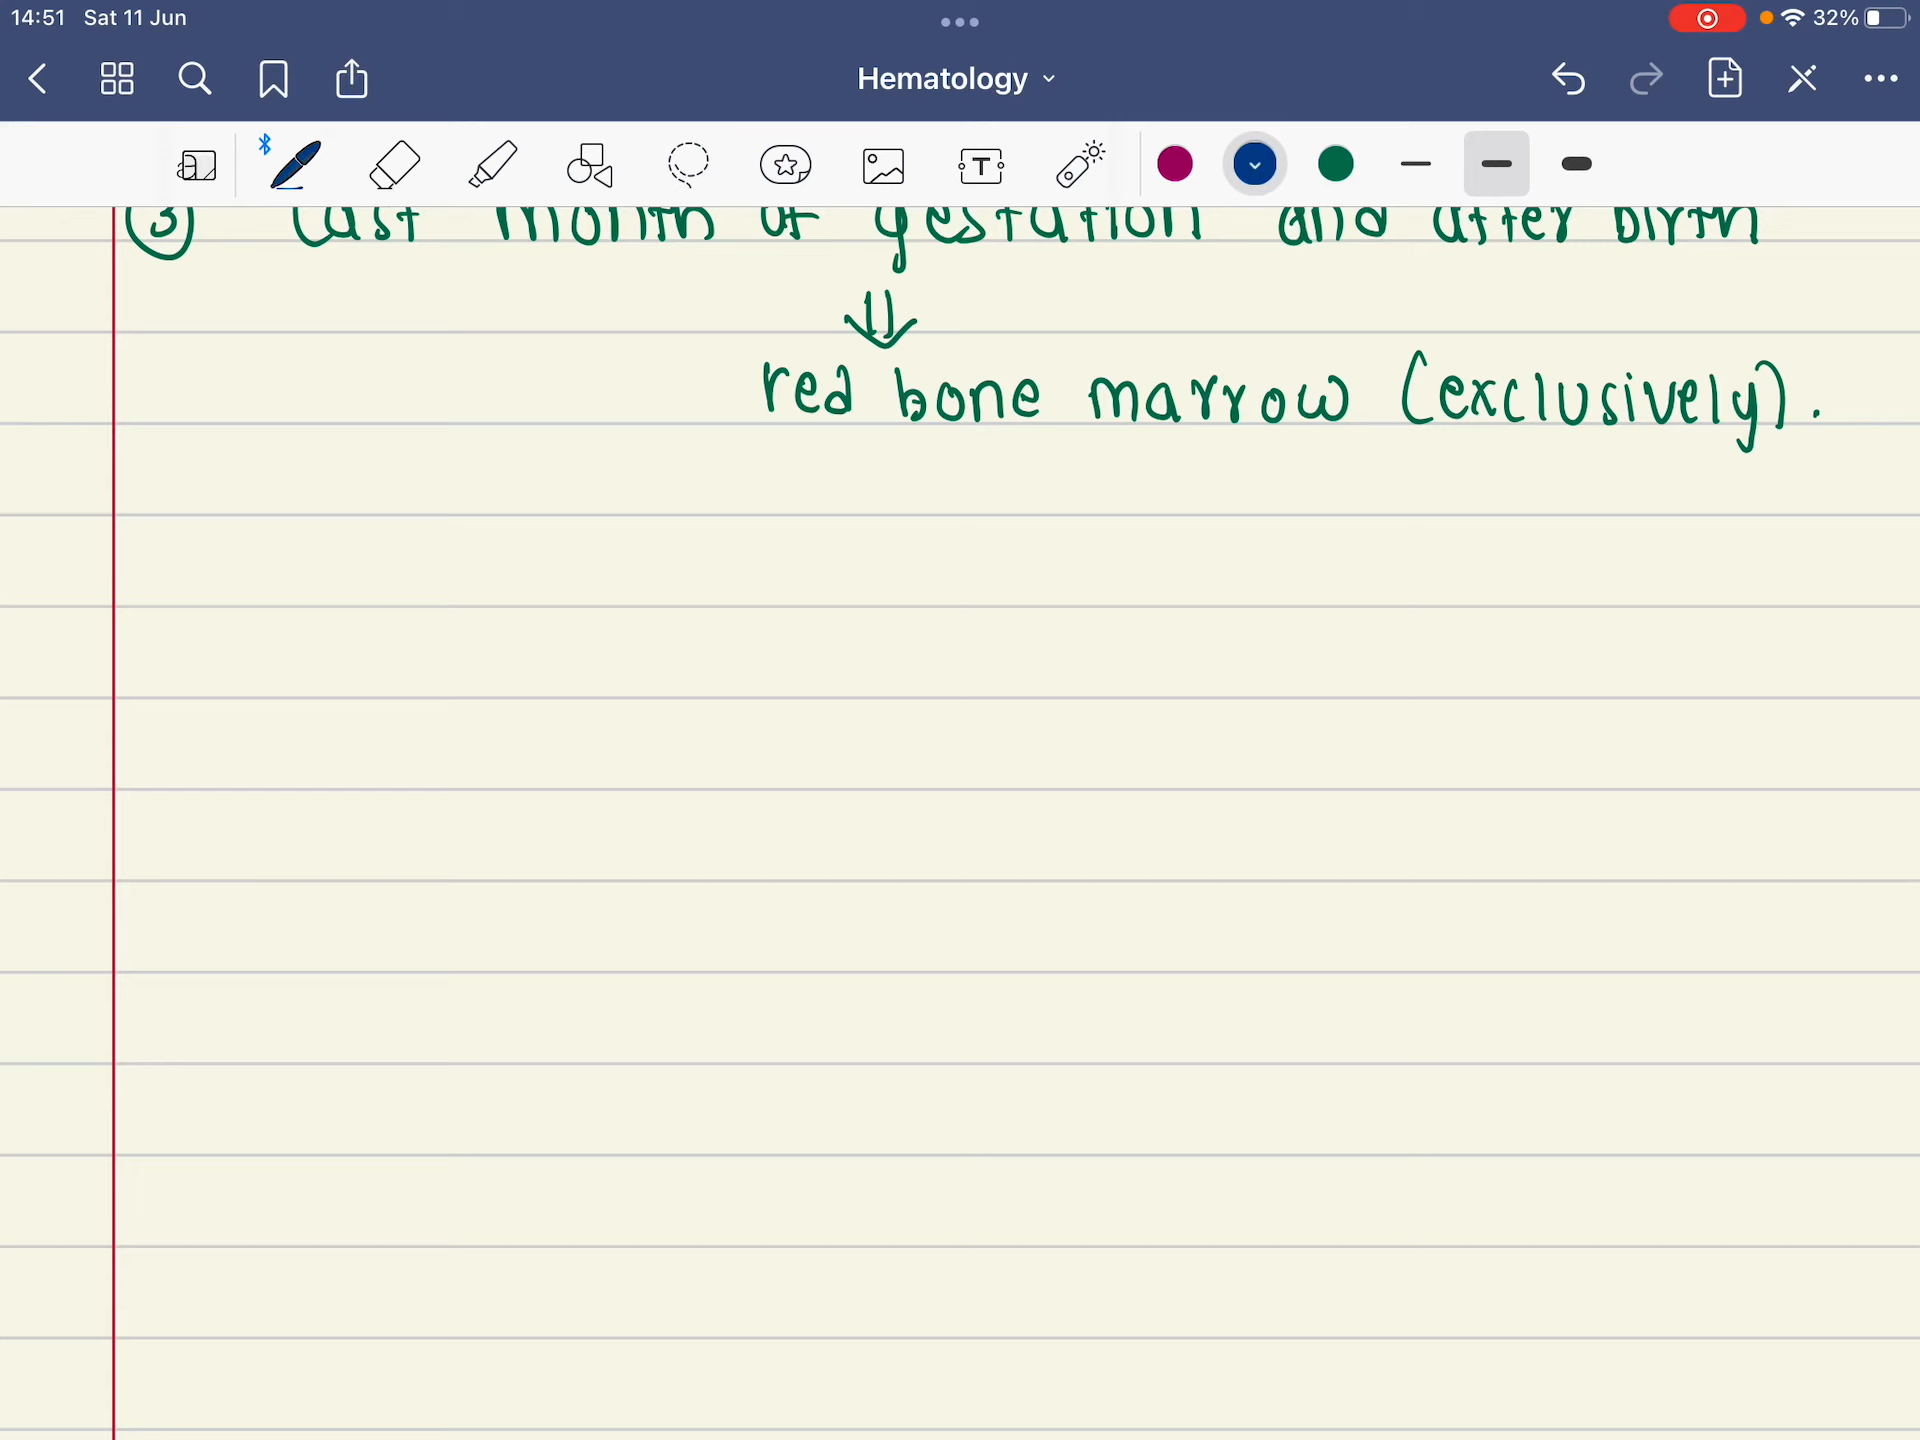 14:51 Sat 11 Jun
32%
Hematology
T
③ Last month of gestation and after birth
red bone marrow (exclusively).